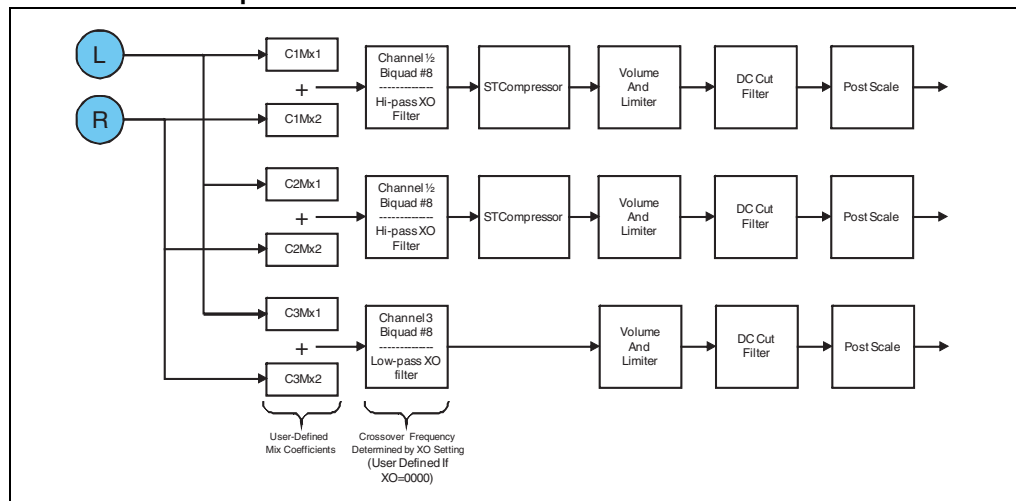 L
R
C1Mx1
+
C1Mx2
Channel ½
Biquad #8
--------------
Hi-pass XO
Filter
STCompressor
Volume
And
Limiter
DC Cut
Filter
Post Scale
C2Mx1
+
C2Mx2
Channel ½
Biquad #8
--------------
Hi-pass XO
Filter
STCompressor
Volume
And
Limiter
DC Cut
Filter
Post Scale
C3Mx1
+
C3Mx2
Channel 3
Biquad #8
--------------
Low-pass XO
filter
Volume
And
Limiter
DC Cut
Filter
Post Scale
User-Defined
Mix Coefficients
Crossover Frequency
Determined by XO Setting
(User Defined If
XO=0000)